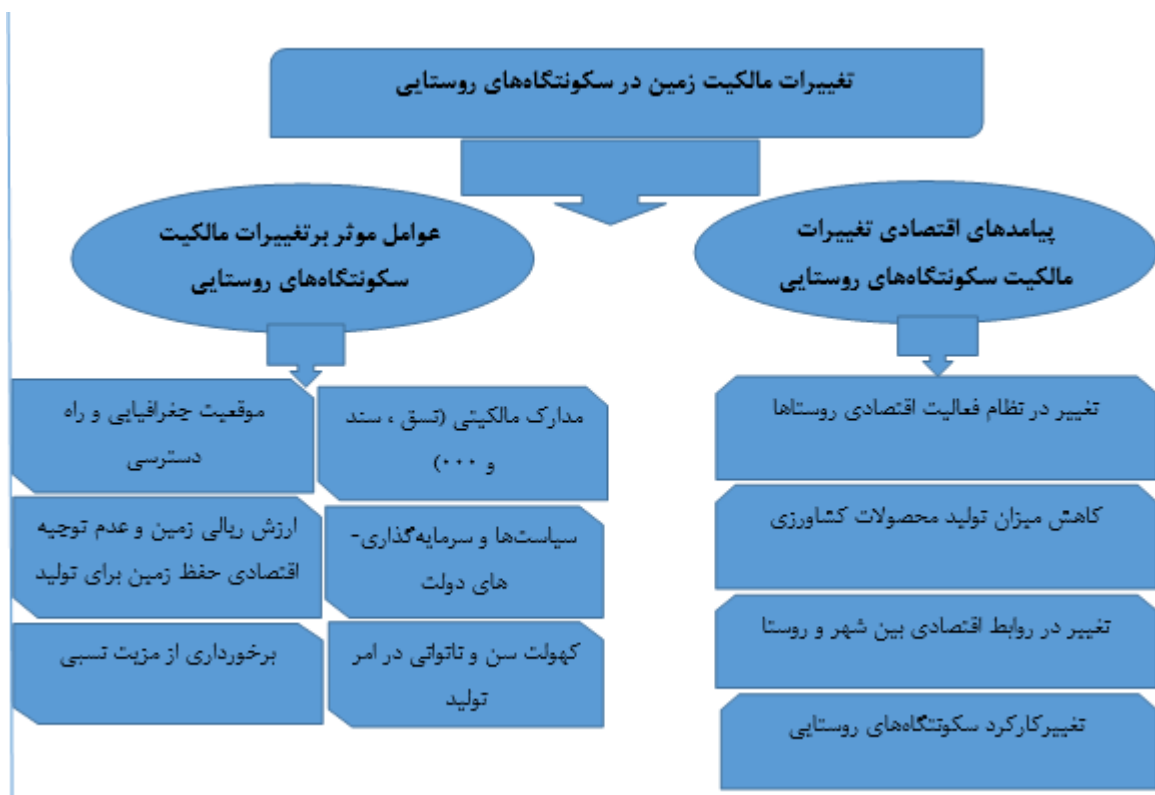 تغییرات مالکیت زمین در سکونتگاه‌های روستایی
پیامدهای اقتصادی تغییرات
مالکیت سکونتگاه‌های روستایی
عوامل موثر برتغییرات مالکیت
سکونتگاه‌های روستایی
تغییر در نظام فعالیت اقتصادی روستاها
کاهش میزان تولید محصولات کشاورزی
تغییر در روابط اقتصادی بین شهر و روستا
تغییرکارکرد سکونتگاه‌های روستایی
مدارک مالکیتی (نسق ، سند
و ۰۰۰)
سیاست‌ها و سرمایه‌گذاری-
های دولت
کهولت سن و ناتوانی در امر
تولید
موقعیت جغرافیایی و راه
دسترسی
ارزش ریالی زمین و عدم توجیه
اقتصادی حفظ زمین برای تولید
برخورداری از مزیت نسبی